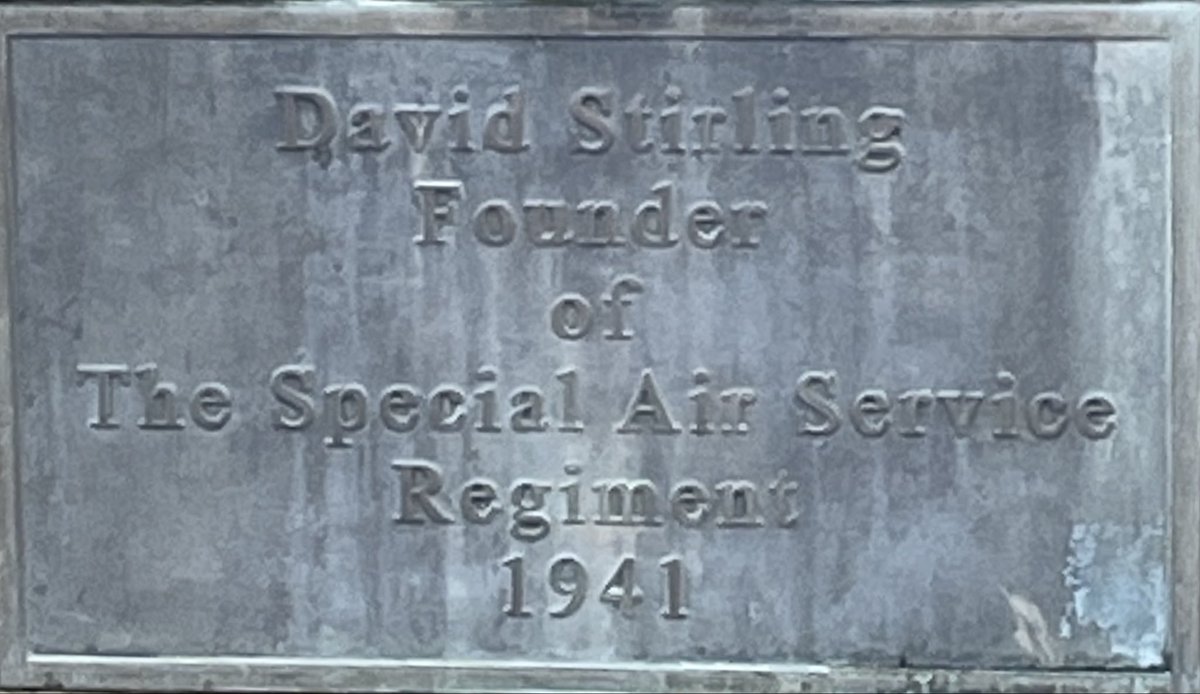 David Stirling
Founder
of
The Special Air Service
Regiment
1941